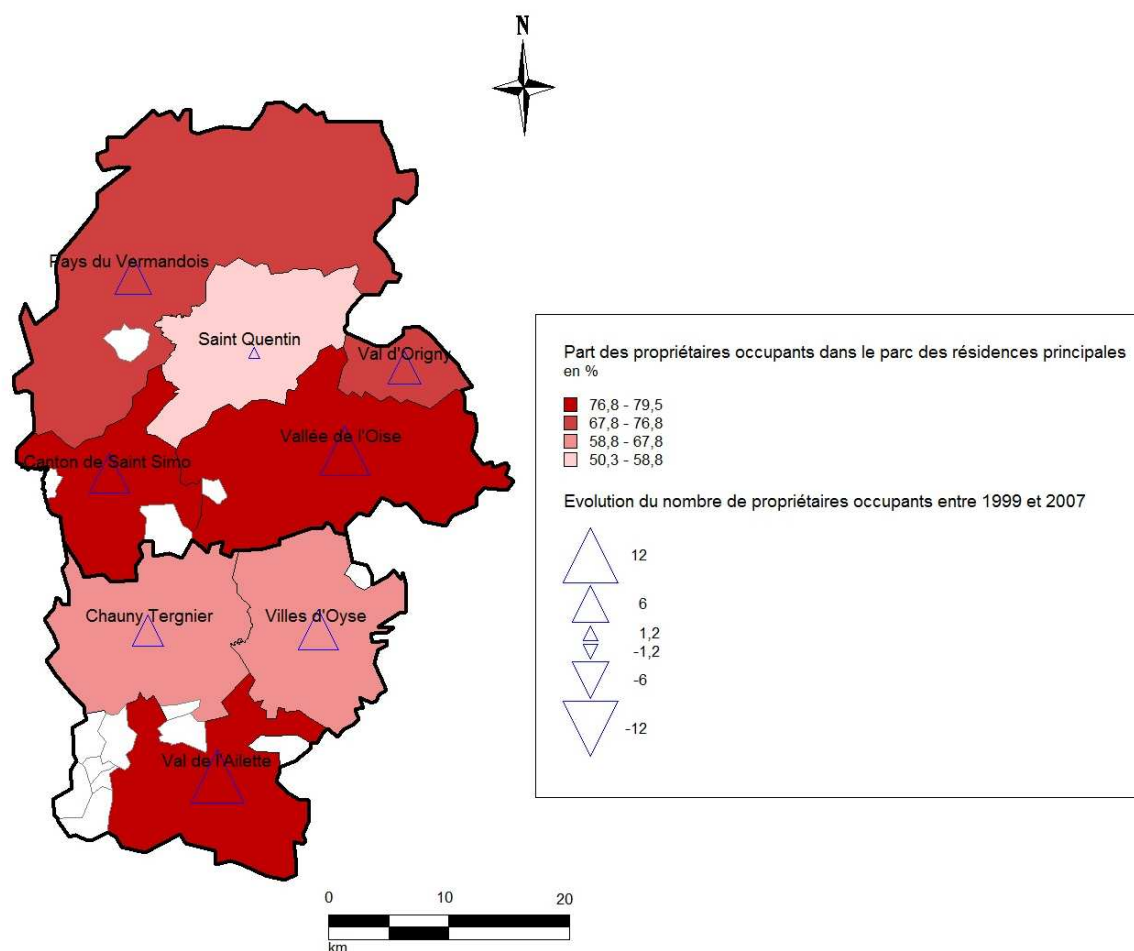 N
Pays du Vermandois
Saint Quentin
Val d'Origny
Vallée de l'Oise
Canton de Saint Simo
Chauny Tergnier
Villes d'Oyse
Val de l'Ailette
0 10 20
km
Part des propriétaires occupants dans le parc des résidences principales
en %
76,8 - 79,5
67,8 - 76,8
58,8 - 67,8
50,3 - 58,8
Evolution du nombre de propriétaires occupants entre 1999 et 2007
12
6
1,2
-1,2
-6
-12